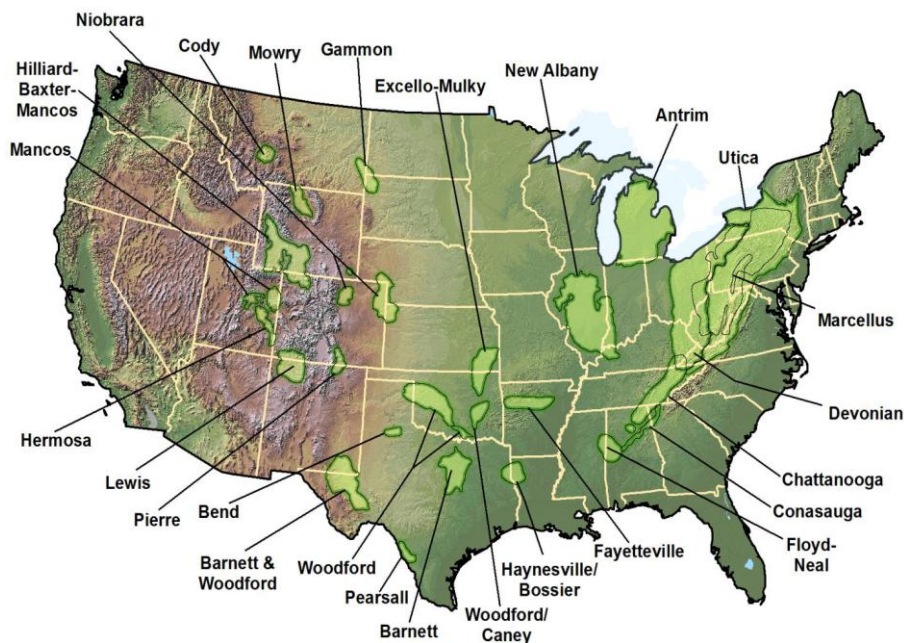 Niobrara
Cody
Mowry
Gammon
Hilliard-
Baxter-
Mancos
Excello-Mulky
New Albany
Antrim
Mancos
Utica
Marcellus
Devonian
Hermosa
Chattanooga
Lewis
Conasauga
Pierre
Bend
Floyd-
Neal
Barnett &
Woodford
Woodford
Fayetteville
Haynesville/
Bossier
Pearsall
Woodford/
Caney
Barnett